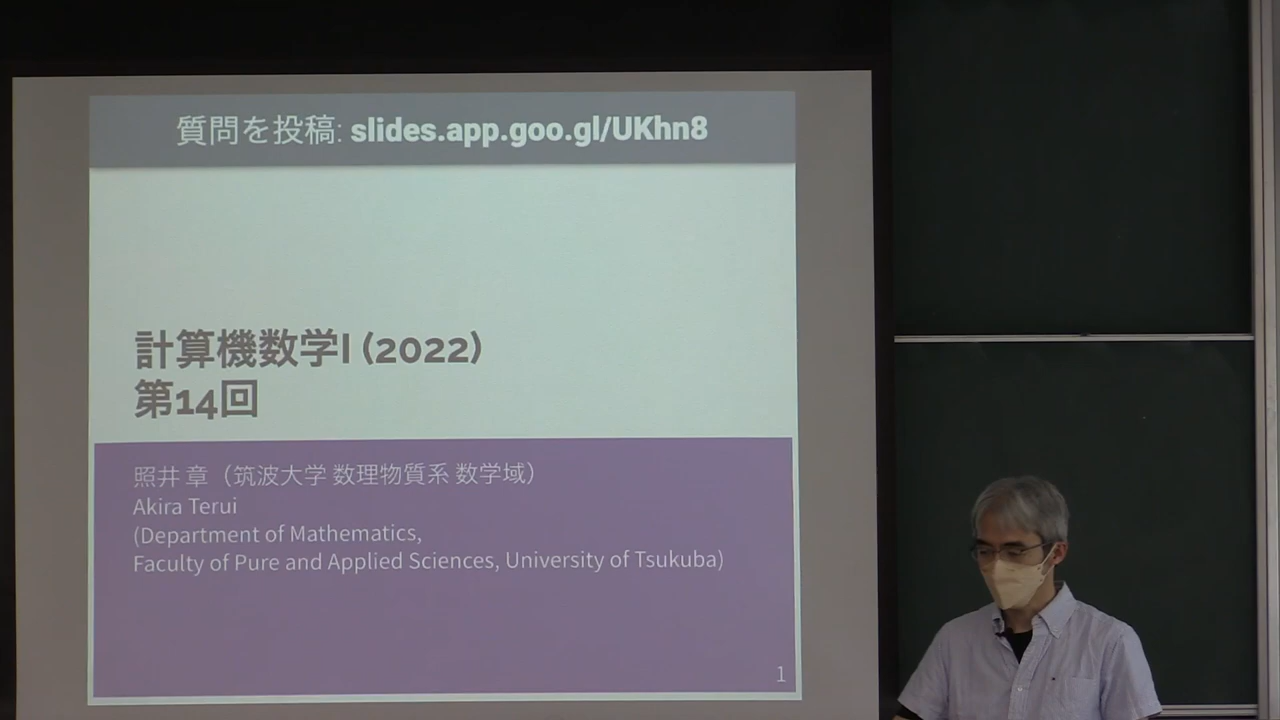 質問を投稿: slides.app.goo.gl/UKhn8
計算機数学I (2022)
第14回
照井 章（筑波大学 数理物質系 数学域）
Akira Terui
(Department of Mathematics,
Faculty of Pure and Applied Sciences, University of Tsukuba)
1